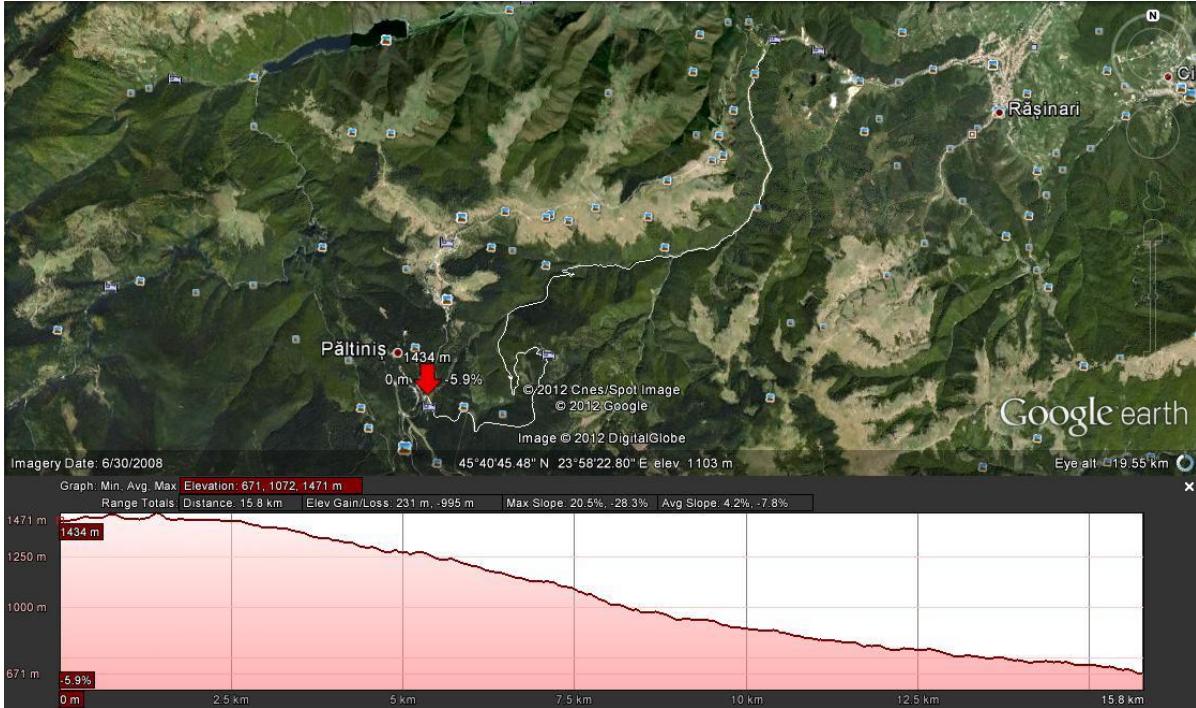 N
Ci
Rășinari
Păltiniș
1434 m
0 m
-5.9%
© 2012 Cnes/Spot Image
© 2012 Google
Image © 2012 DigitalGlobe
Google earth
Imagery Date: 6/30/2008
45°40'45.48" N 23°58'22.80" E elev 1103 m
Eye alt 19.55 km
Graph: Min, Avg, Max Elevation: 671, 1072, 1471 m
Range Totals: Distance: 15.8 km Elev Gain/Loss: 231 m, -995 m Max Slope: 20.5%, -28.3% Avg Slope: 4.2%, -7.8%
1471 m
1434 m
1250 m
1000 m
671 m
-5.9%
0 m 2.5 km 5 km 7.5 km 10 km 12.5 km 15.8 km